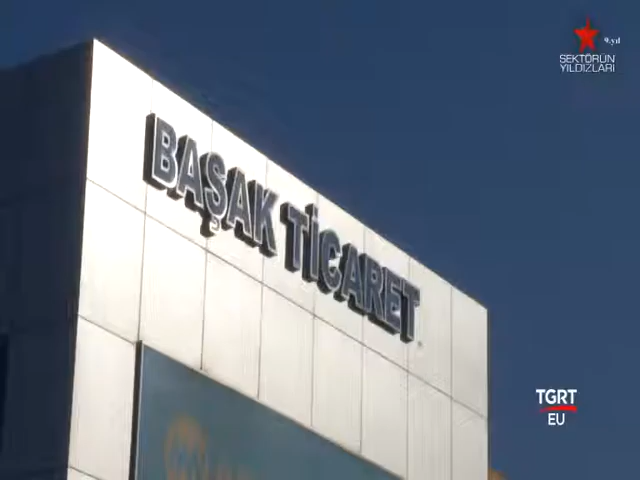 9.yıl
SEKTÖRÜN
YILDIZLARI
BAŞAK TİCARET
TGRT
EU